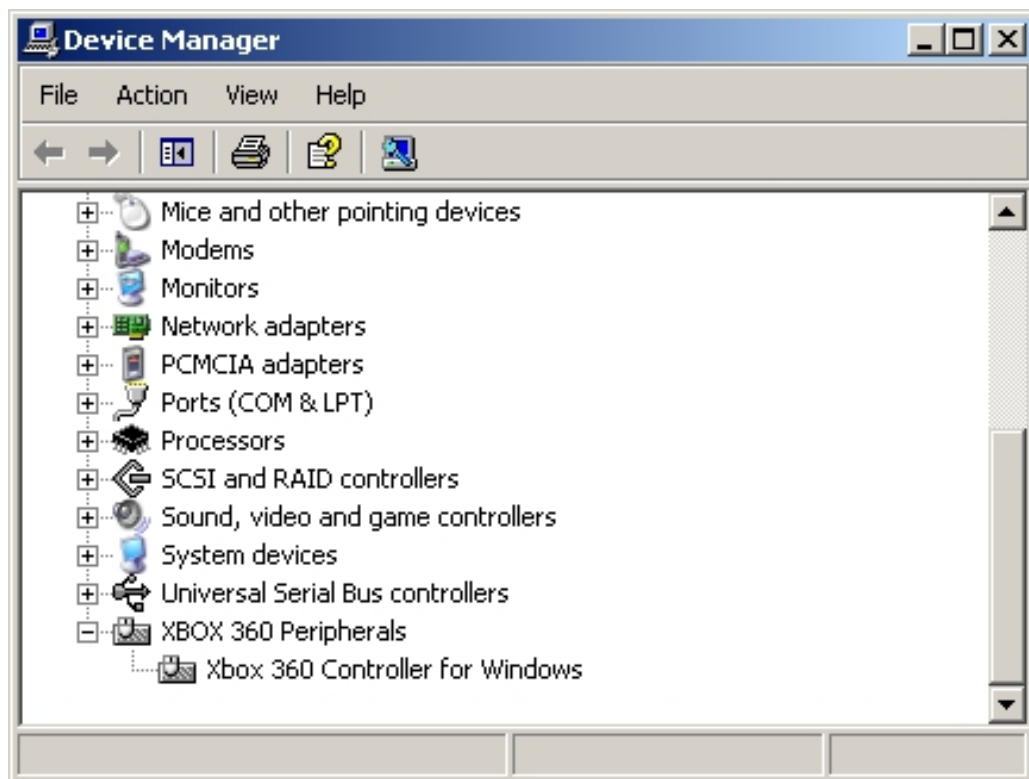 Device Manager
File Action View Help
Mice and other pointing devices
Modems
Monitors
Network adapters
PCMCIA adapters
Ports (COM & LPT)
Processors
SCSI and RAID controllers
Sound, video and game controllers
System devices
Universal Serial Bus controllers
XBOX 360 Peripherals
Xbox 360 Controller for Windows